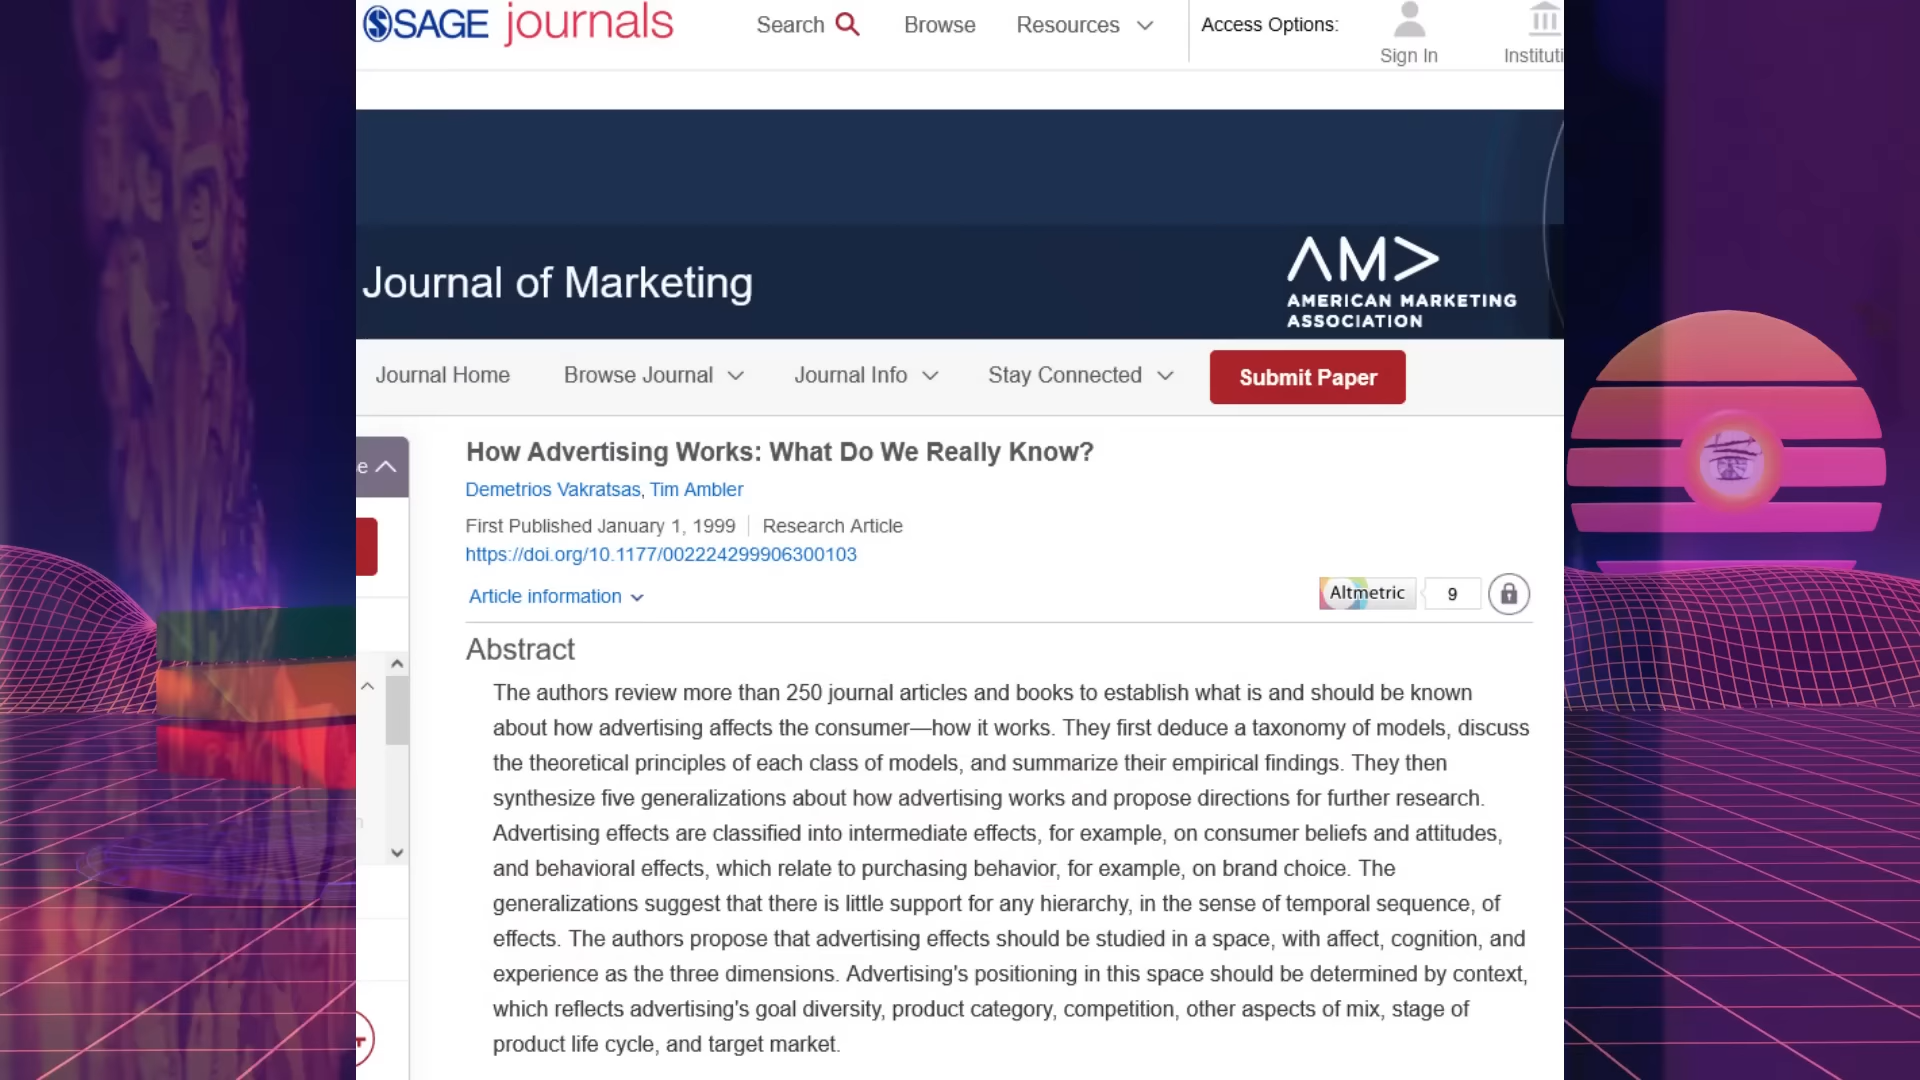 SAGE journals
Search
Browse
Resources
Access Options:
Sign In
Instituti
Journal of Marketing
AMERICAN MARKETING
ASSOCIATION
Journal Home
Browse Journal
Journal Info
Stay Connected
Submit Paper
e
How Advertising Works: What Do We Really Know?
Demetrios Vakratsas, Tim Ambler
First Published January 1, 1999 | Research Article
https://doi.org/10.1177/002224299906300103
Article information
Altmetric 9
Abstract
The authors review more than 250 journal articles and books to establish what is and should be known
about how advertising affects the consumer—how it works. They first deduce a taxonomy of models, discuss
the theoretical principles of each class of models, and summarize their empirical findings. They then
synthesize five generalizations about how advertising works and propose directions for further research.
Advertising effects are classified into intermediate effects, for example, on consumer beliefs and attitudes,
and behavioral effects, which relate to purchasing behavior, for example, on brand choice. The
generalizations suggest that there is little support for any hierarchy, in the sense of temporal sequence, of
effects. The authors propose that advertising effects should be studied in a space, with affect, cognition, and
experience as the three dimensions. Advertising's positioning in this space should be determined by context,
which reflects advertising's goal diversity, product category, competition, other aspects of mix, stage of
product life cycle, and target market.